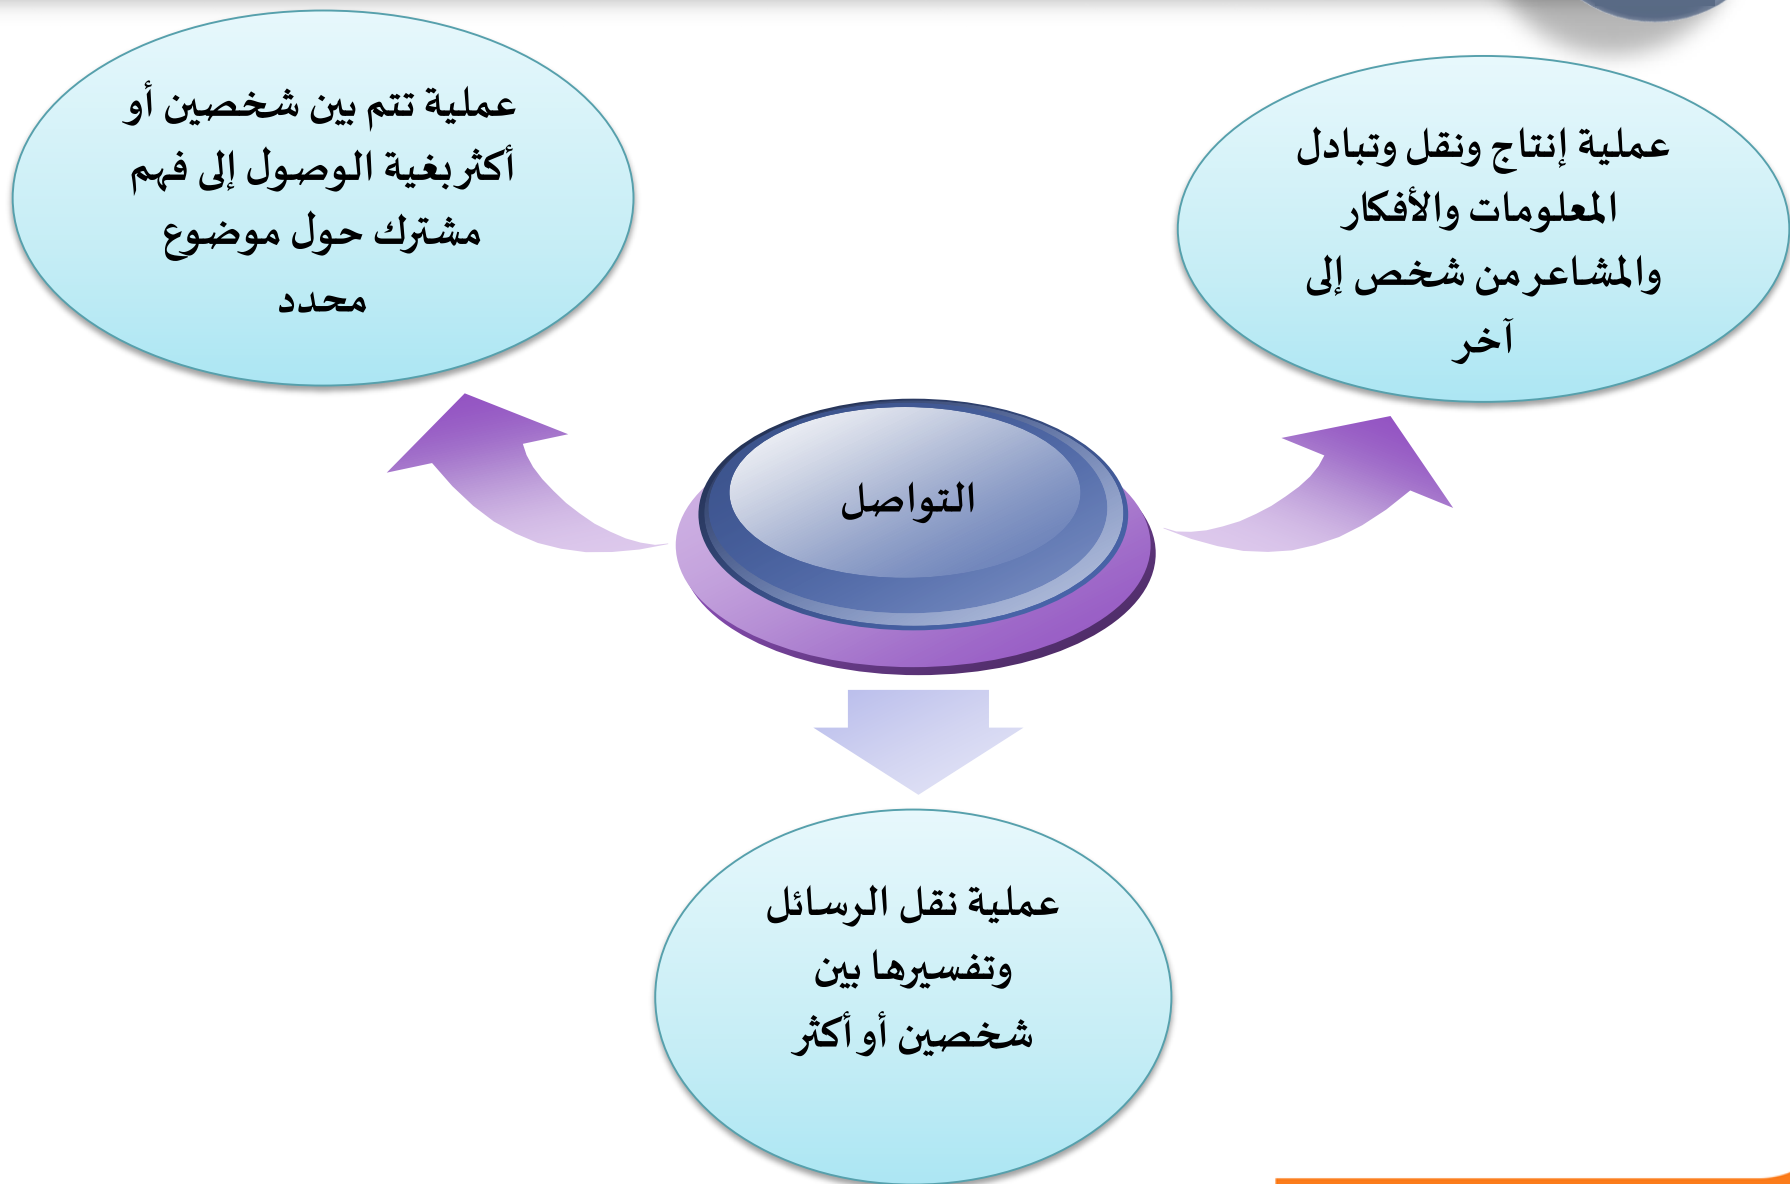 عملية إنتاج ونقل وتبادل
المعلومات والأفكار
والمشاعر من شخص إلى
آخر
عملية تتم بين شخصين أو
أكثر بغية الوصول إلى فهم
مشترك حول موضوع
محدد
التواصل
عملية نقل الرسائل
وتفسيرها بين
شخصين أو أكثر